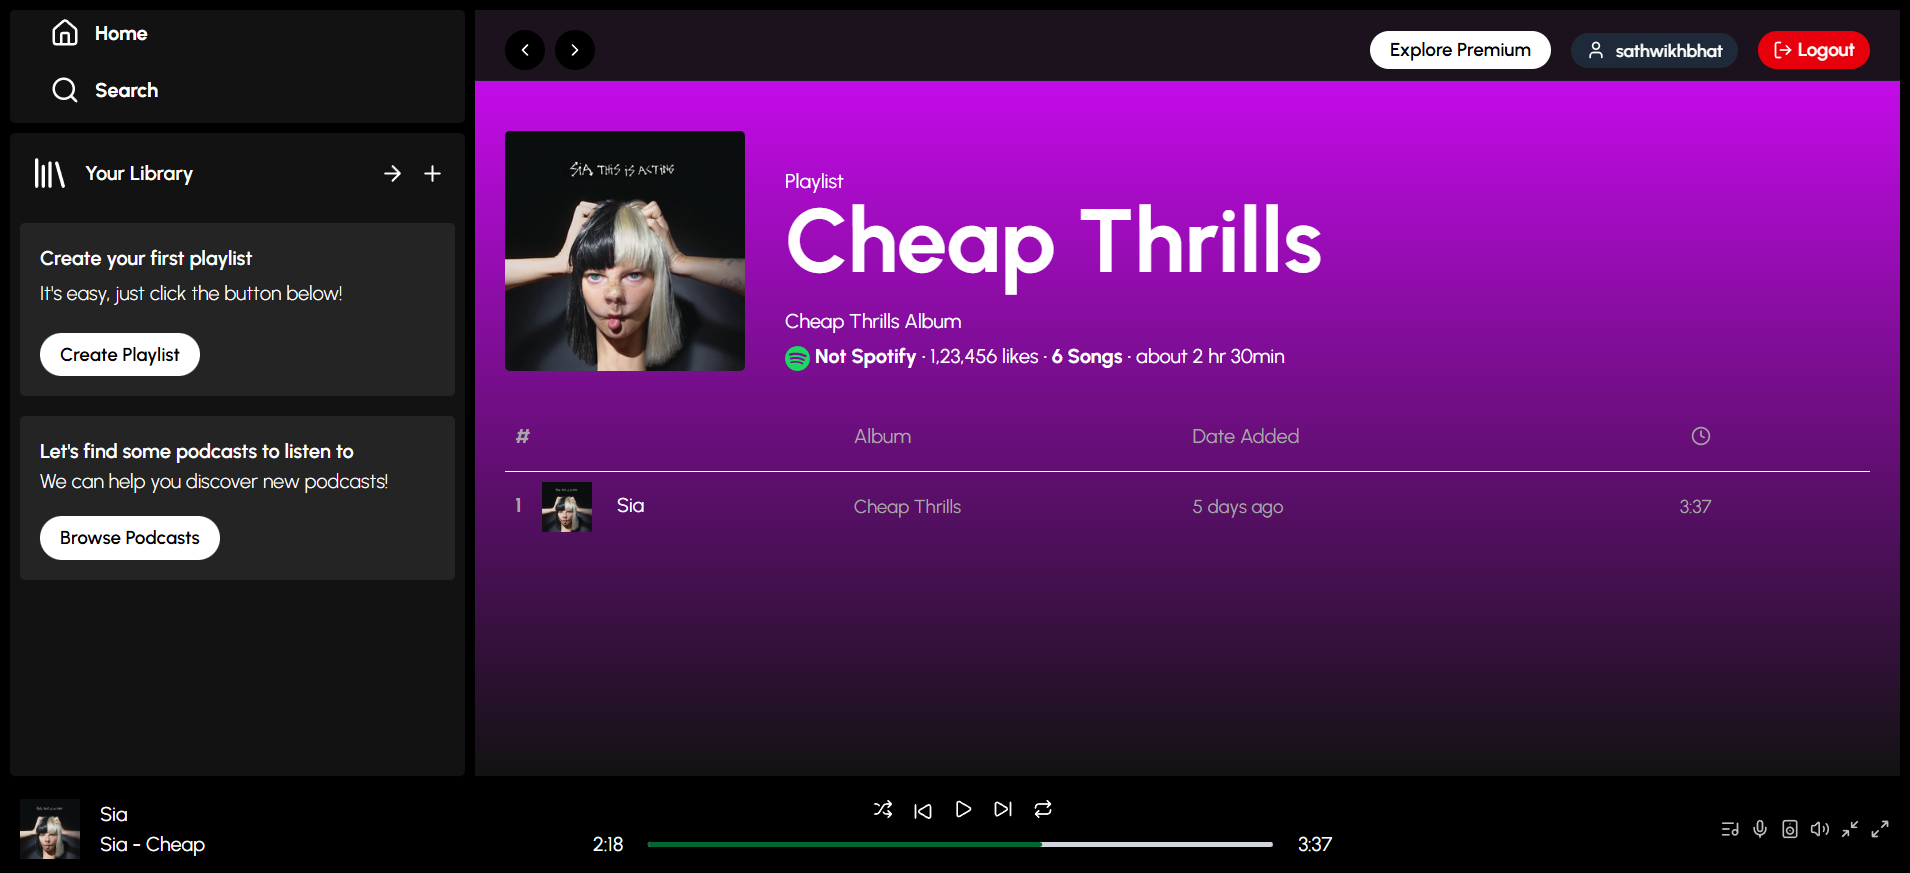 Home
Search
Your Library
Create your first playlist
It's easy, just click the button below!
Create Playlist
Let's find some podcasts to listen to
We can help you discover new podcasts!
Browse Podcasts
Explore Premium
sathwikhbhat
Logout
SiA THiS iS ACTiNG
Playlist
Cheap Thrills
Cheap Thrills Album
Not Spotify · 1,23,456 likes · 6 Songs · about 2 hr 30min
# Album Date Added
1 Sia Cheap Thrills 5 days ago 3:37
Sia
Sia - Cheap
2:18 3:37